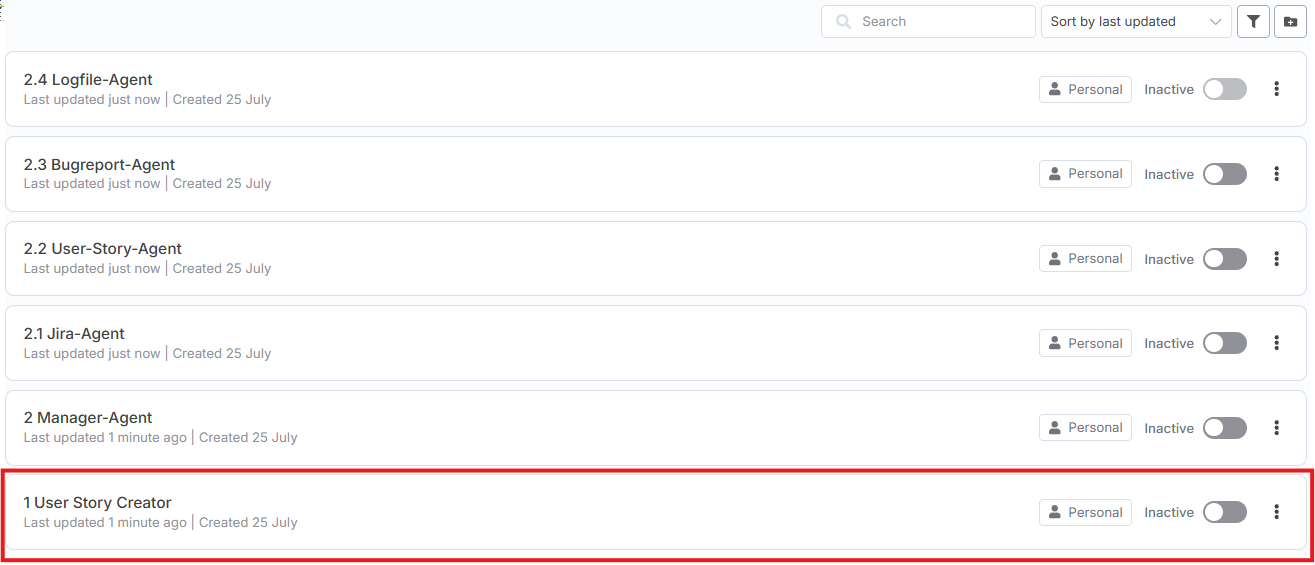 Search
Sort by last updated
2.4 Logfile-Agent
Last updated just now | Created 25 July
Personal
Inactive
2.3 Bugreport-Agent
Last updated just now | Created 25 July
Personal
Inactive
2.2 User-Story-Agent
Last updated just now | Created 25 July
Personal
Inactive
2.1 Jira-Agent
Last updated just now | Created 25 July
Personal
Inactive
2 Manager-Agent
Last updated 1 minute ago | Created 25 July
Personal
Inactive
1 User Story Creator
Last updated 1 minute ago | Created 25 July
Personal
Inactive